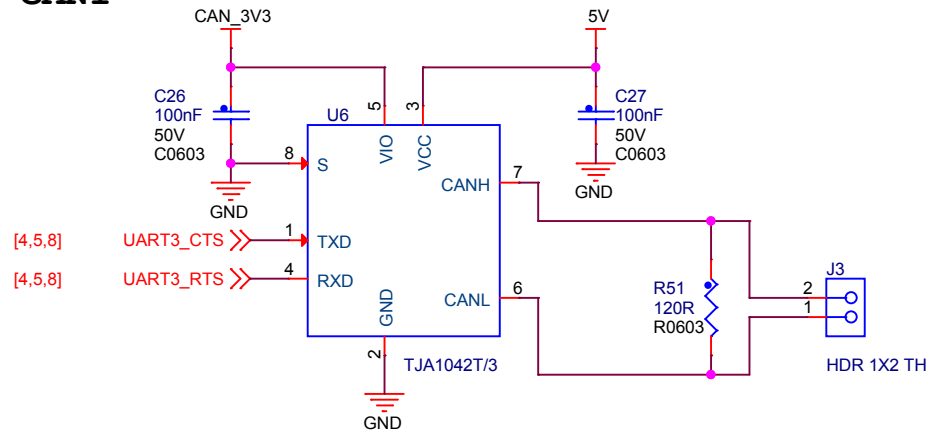 CAN1
CAN_3V3
5V
C26
100nF
50V
C0603
C27
100nF
50V
C0603
U6
5
3
VIO
VCC
8
S
GND
GND
7
CANH
[4,5,8]
UART3_CTS
1
TXD
[4,5,8]
UART3_RTS
4
RXD
6
CANL
GND
2
R51
120R
R0603
J3
2
1
TJA1042T/3
HDR 1X2 TH
GND